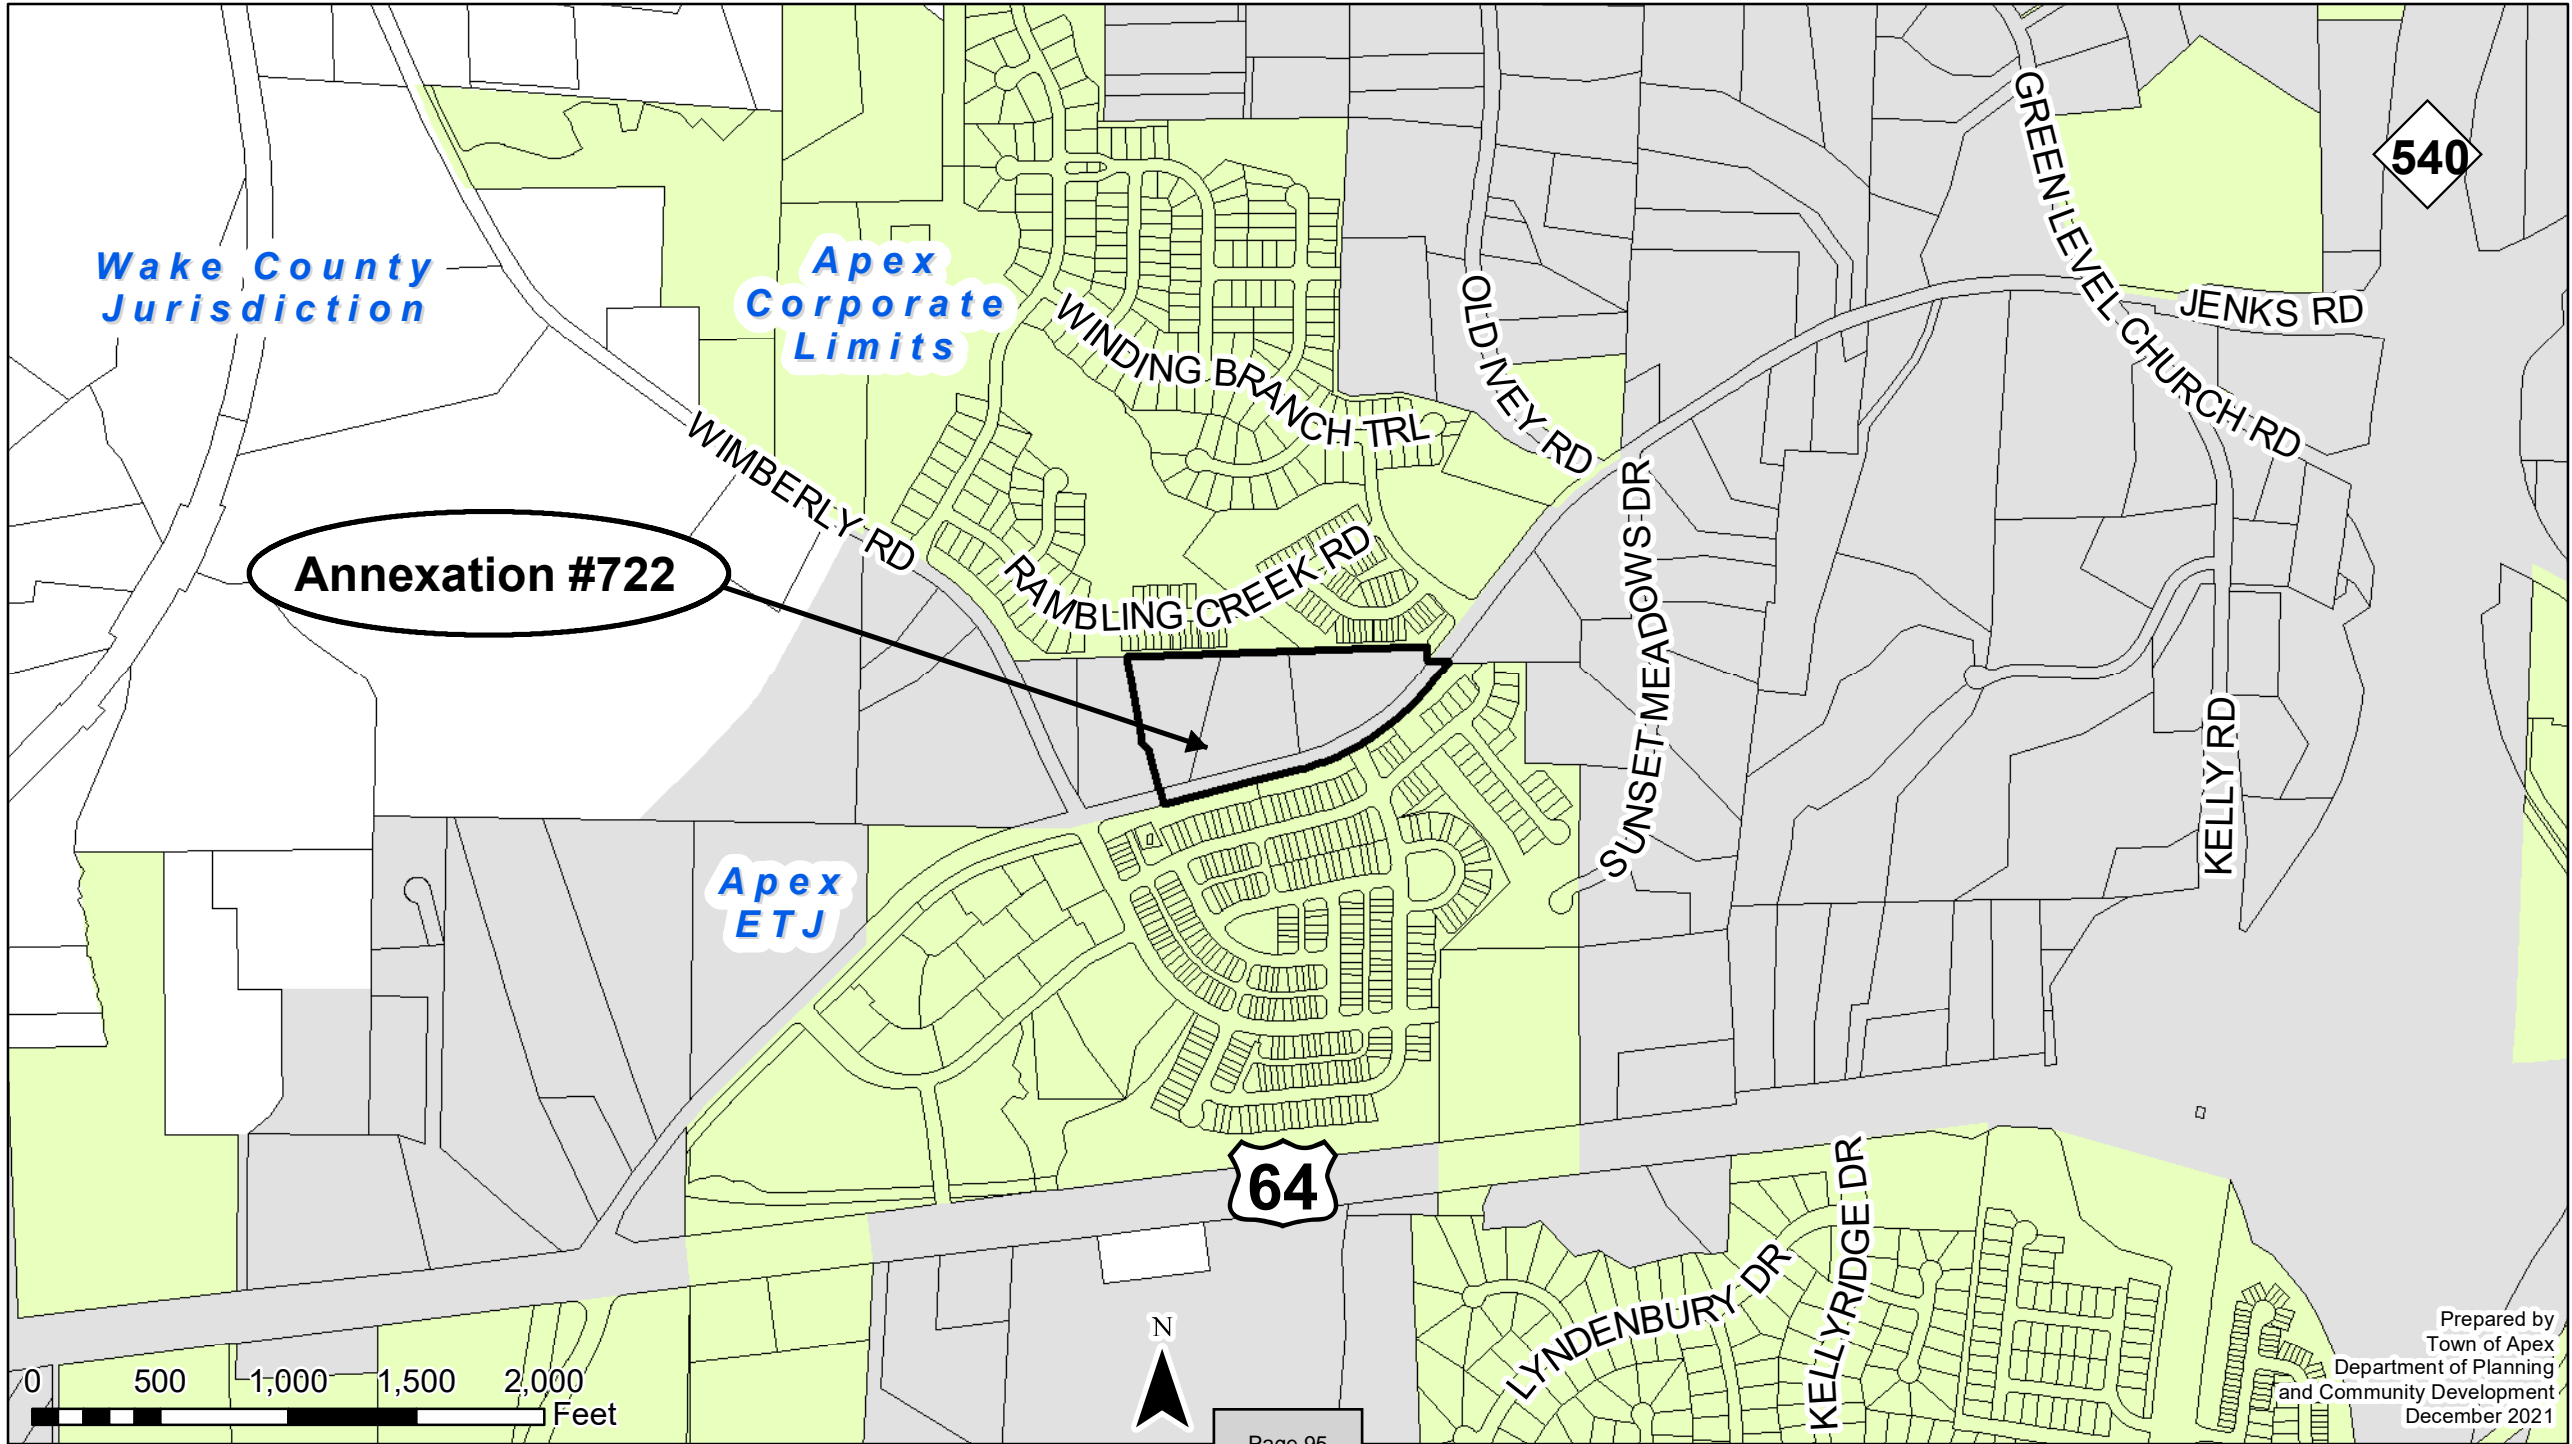 540
GREEN LEVEL CHURCH RD
Wake County
Jurisdiction
Apex
Corporate
Limits
OLD IVEY RD
JENKS RD
WINDING BRANCH TRL
WIMBERLY RD
SUNSET MEADOWS DR
Annexation #722
RAMBLING CREEK RD
KELLY RD
Apex
ETJ
64
KELLYRIDGE DR
LYNDENBURY DR
N
0 500 1,000 1,500 2,000
Feet
Prepared by
Town of Apex
Department of Planning
and Community Development
December 2021
Page 95